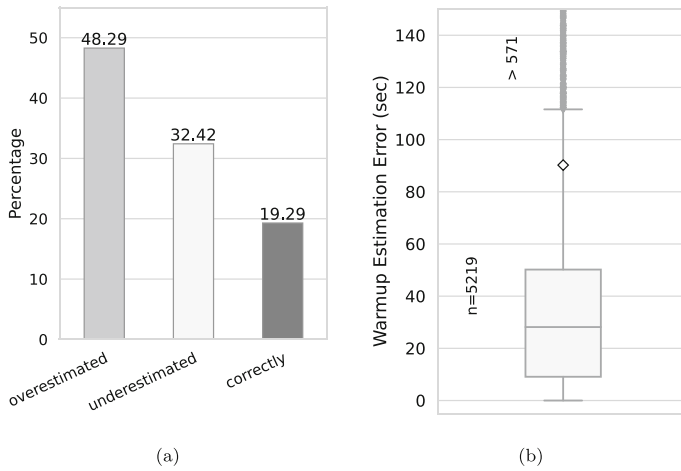 50
40
30
20
10
0
Percentage
48.29
32.42
19.29
overestimated
underestimated
correctly
(a)
140
120
100
80
60
40
20
0
Warmup Estimation Error (sec)
> 571
n=5219
(b)